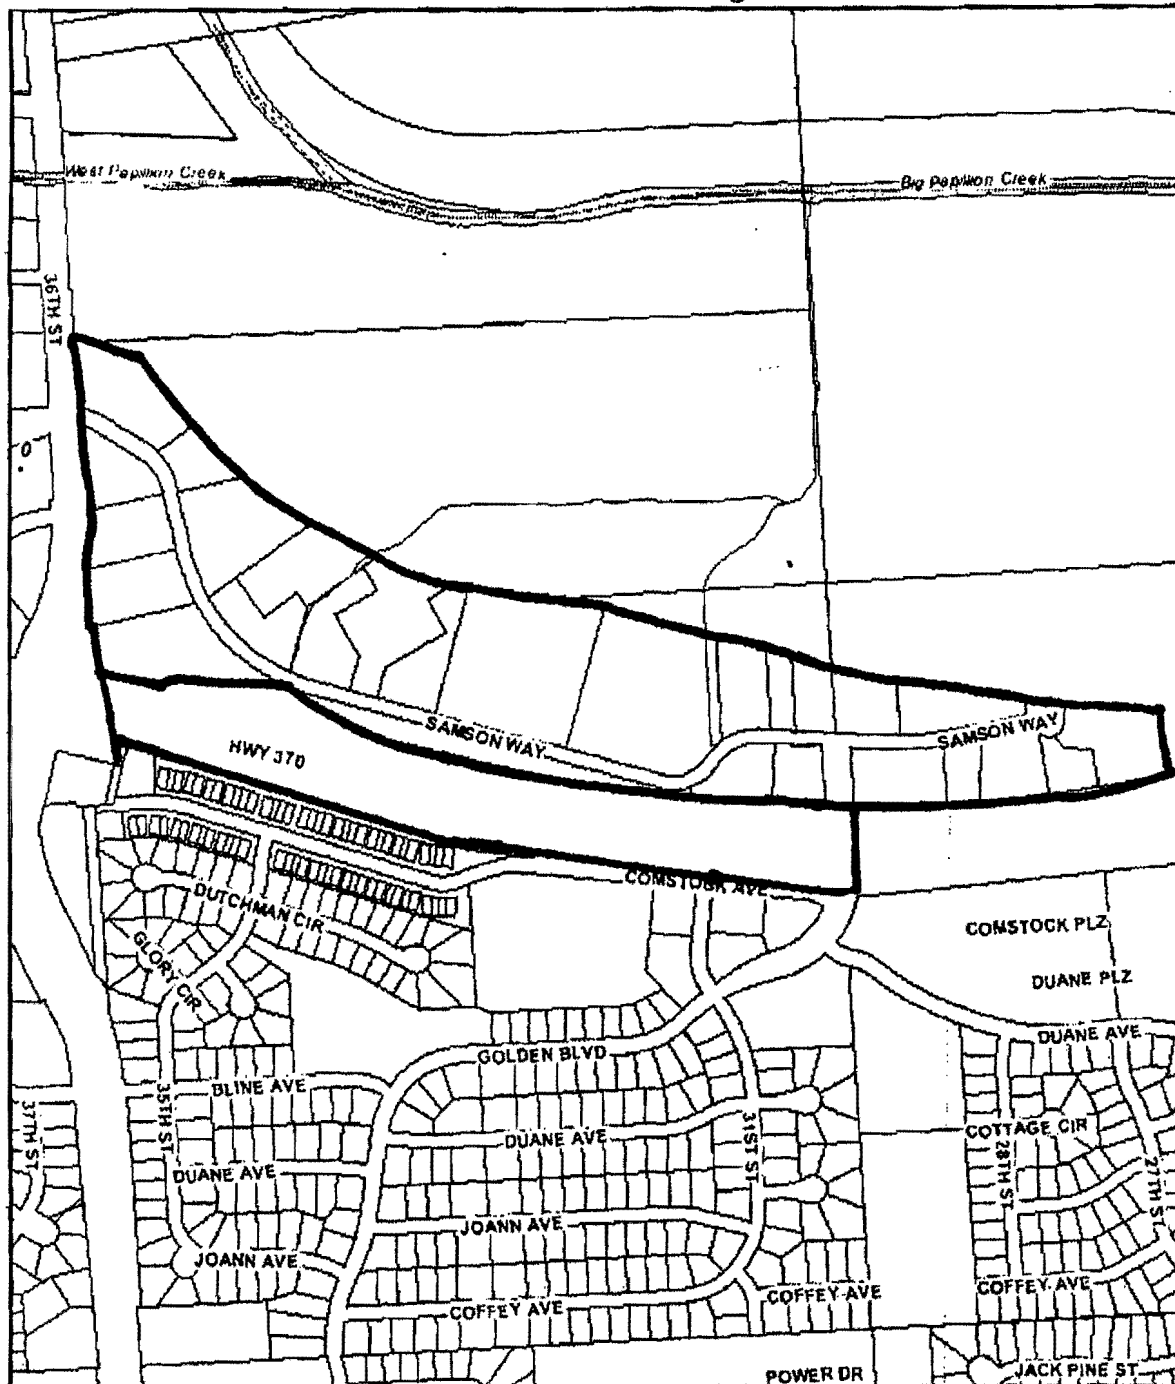 West Papillion Creek
Big Papillion Creek
36TH ST
SAMSON WAY
SAMSON WAY
HWY 370
COMSTOCK AVE
DUTCHMAN CIR
COMSTOCK PLZ
GLORY CIR
DUANE PLZ
DUANE AVE
GOLDEN BLVD
BLINE AVE
35TH ST
37TH ST
DUANE AVE
31ST ST
COTTAGE CIR
28TH ST
27TH ST
DUANE AVE
JOANN AVE
JOANN AVE
COFFEY AVE
COFFEY AVE
COFFEY AVE
POWER DR
JACK PINE ST